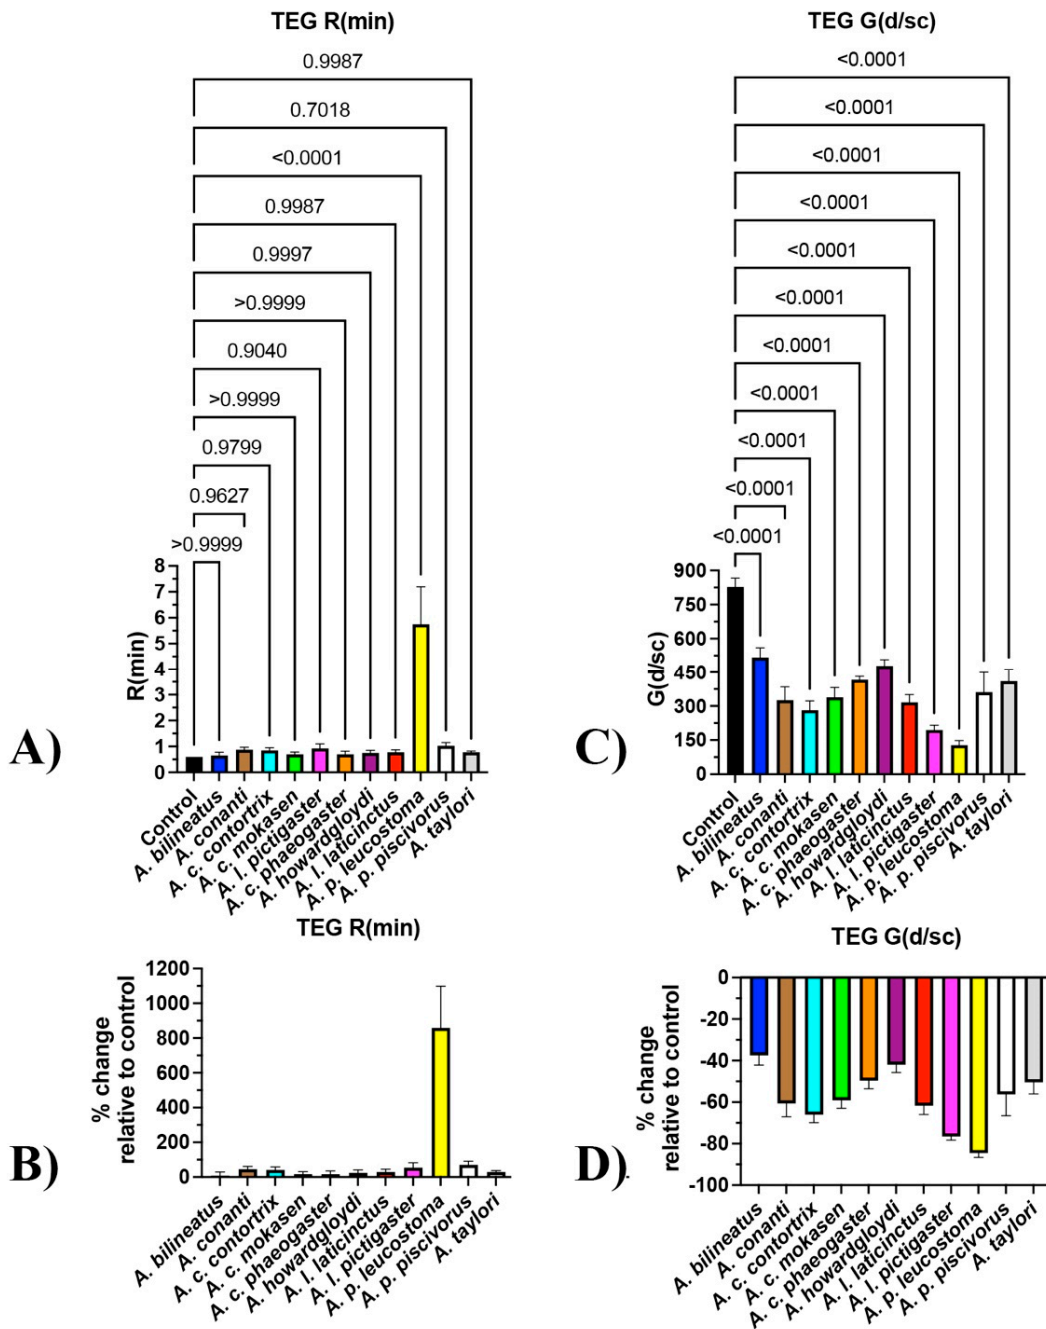 TEG R(min)
0.9987
0.7018
<0.0001
0.9987
0.9997
>0.9999
0.9040
>0.9999
0.9799
0.9627
>0.9999
8
7
6
5
4
3
2
1
0
R(min)
A)
Control
A. bilineatus
A. conanti
A. c. contortrix
A. c. mokasen
A. l. pictigaster
A. c. phaeogaster
A. howardgloydi
A. l. laticinctus
A. p. leucostoma
A. p. piscivorus
A. taylori
TEG G(d/sc)
<0.0001
<0.0001
<0.0001
<0.0001
<0.0001
<0.0001
<0.0001
<0.0001
<0.0001
<0.0001
<0.0001
900
750
600
450
300
150
0
G(d/sc)
C)
Control
A. bilineatus
A. conanti
A. c. contortrix
A. c. mokasen
A. c. phaeogaster
A. howardgloydi
A. l. laticinctus
A. l. pictigaster
A. p. leucostoma
A. p. piscivorus
A. taylori
TEG R(min)
1200
1000
800
600
400
200
0
% change
relative to control
B)
A. bilineatus
A. conanti
A. c. contortrix
A. c. mokasen
A. c. phaeogaster
A. howardgloydi
A. l. laticinctus
A. l. pictigaster
A. p. leucostoma
A. p. piscivorus
A. taylori
TEG G(d/sc)
0
-20
-40
-60
-80
-100
% change
relative to control
D).
A. bilineatus
A. conanti
A. c. contortrix
A. c. mokasen
A. c. phaeogaster
A. howardgloydi
A. l. laticinctus
A. l. pictigaster
A. p. leucostoma
A. p. piscivorus
A. taylori